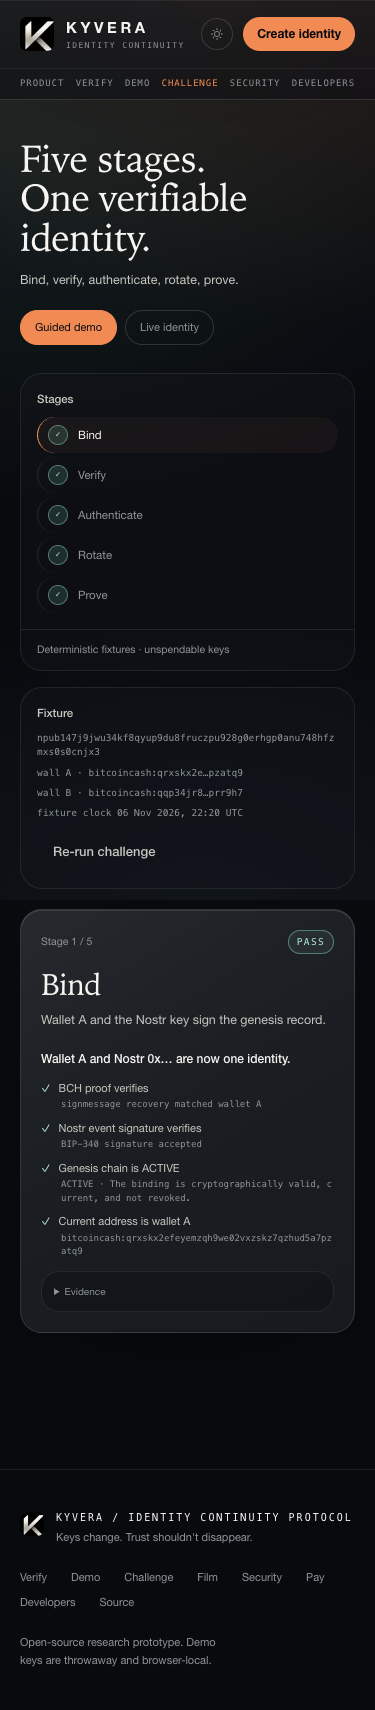 KYVERA
IDENTITY CONTINUITY
Create identity
PRODUCT VERIFY DEMO CHALLENGE SECURITY DEVELOPERS
Five stages.
One verifiable
identity.
Bind, verify, authenticate, rotate, prove.
Guided demo
Live identity
Stages
✓ Bind
✓ Verify
✓ Authenticate
✓ Rotate
✓ Prove
Deterministic fixtures · unspendable keys
Fixture
npub147j9jwu34kf8qyup9du8fruczpu928g0erhgp0anu748hfz
mxs0s0cnjx3
wall A · bitcoincash:qrxskx2e…pzatq9
wall B · bitcoincash:qqp34jr8…prr9h7
fixture clock 06 Nov 2026, 22:20 UTC
Re-run challenge
Stage 1 / 5
PASS
Bind
Wallet A and the Nostr key sign the genesis record.
Wallet A and Nostr 0x… are now one identity.
✓ BCH proof verifies
signmessage recovery matched wallet A
✓ Nostr event signature verifies
BIP-340 signature accepted
✓ Genesis chain is ACTIVE
ACTIVE · The binding is cryptographically valid, c
urrent, and not revoked.
✓ Current address is wallet A
bitcoincash:qrxskx2efeyemzqh9we02vxzskz7qzhud5a7pz
atq9
▶ Evidence
KYVERA / IDENTITY CONTINUITY PROTOCOL
Keys change. Trust shouldn't disappear.
Verify Demo Challenge Film Security Pay
Developers Source
Open-source research prototype. Demo
keys are throwaway and browser-local.